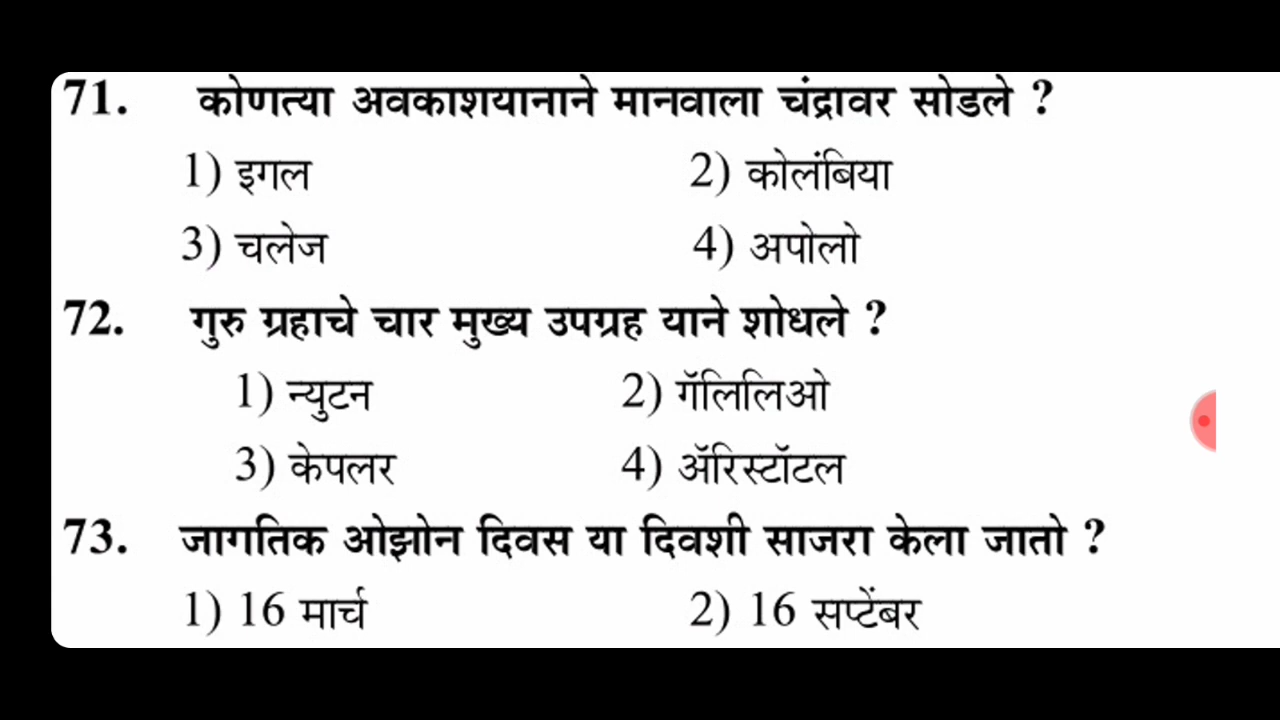 71. कोणत्या अवकाशयानाने मानवाला चंद्रावर सोडले ?
1) इगल 2) कोलंबिया
3) चलेज 4) अपोलो
72. गुरु ग्रहाचे चार मुख्य उपग्रह याने शोधले ?
1) न्युटन 2) गॅलिलिओ
3) केपलर 4) ॲरिस्टॉटल
73. जागतिक ओझोन दिवस या दिवशी साजरा केला जातो ?
1) 16 मार्च 2) 16 सप्टेंबर